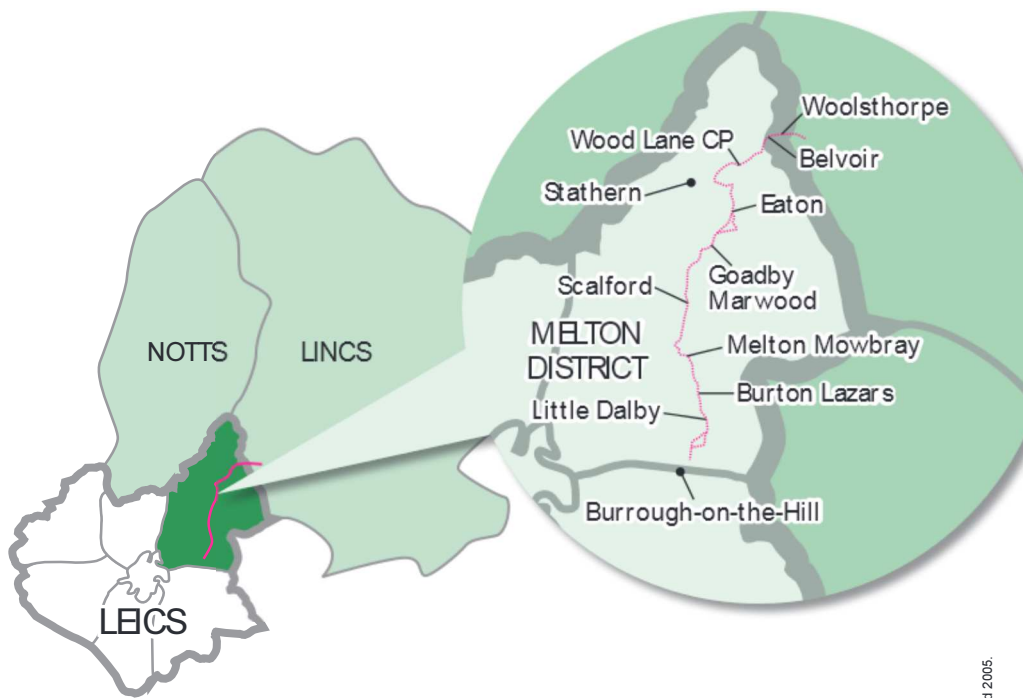 Woolsthorpe
Wood Lane CP
Belvoir
Stathern
Eaton
Goadby
Marwood
Scalford
MELTON
DISTRICT
Melton Mowbray
Burton Lazars
Little Dalby
Burrough-on-the-Hill
NOTTS
LINCS
LEICS
d 2005.